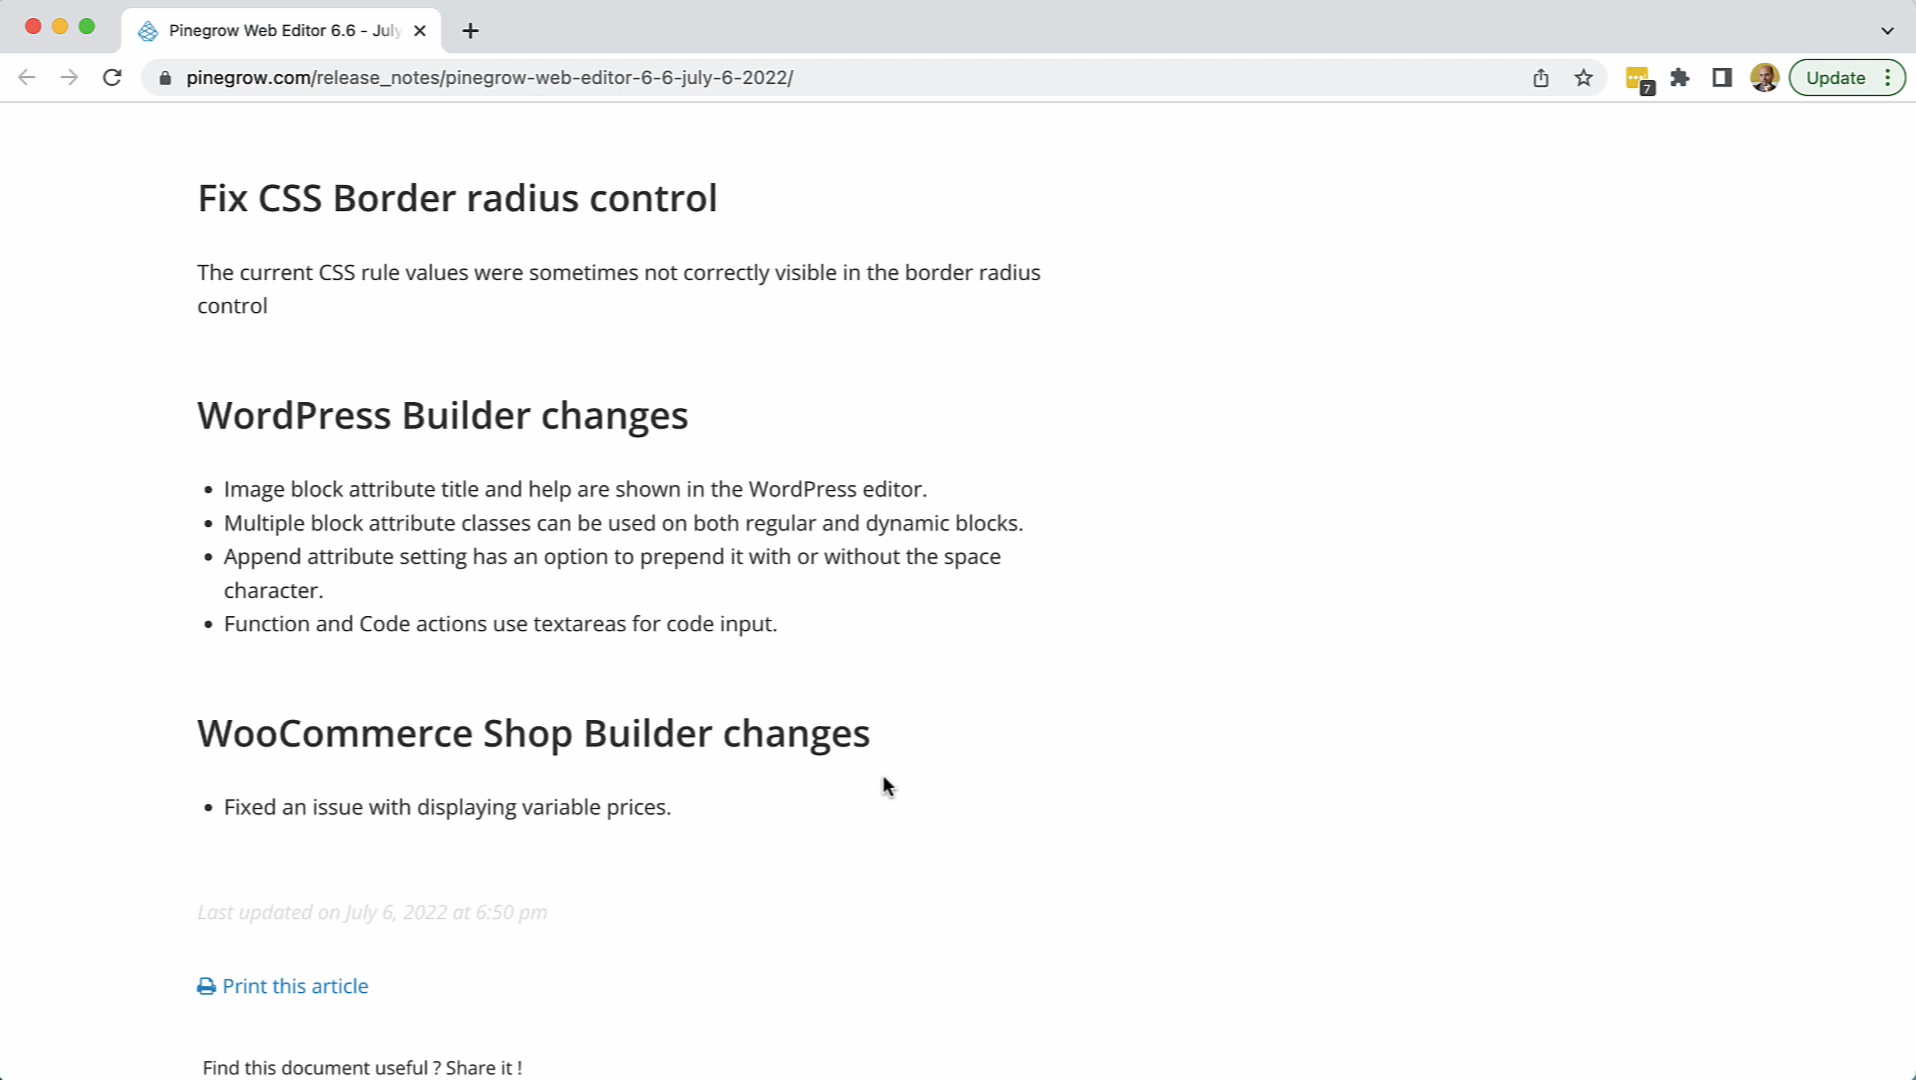 Pinegrow Web Editor 6.6 - July
pinegrow.com/release_notes/pinegrow-web-editor-6-6-july-6-2022/
7
Update
Fix CSS Border radius control
The current CSS rule values were sometimes not correctly visible in the border radius
control
WordPress Builder changes
• Image block attribute title and help are shown in the WordPress editor.
• Multiple block attribute classes can be used on both regular and dynamic blocks.
• Append attribute setting has an option to prepend it with or without the space
character.
• Function and Code actions use textareas for code input.
WooCommerce Shop Builder changes
• Fixed an issue with displaying variable prices.
Last updated on July 6, 2022 at 6:50 pm
Print this article
Find this document useful ? Share it !